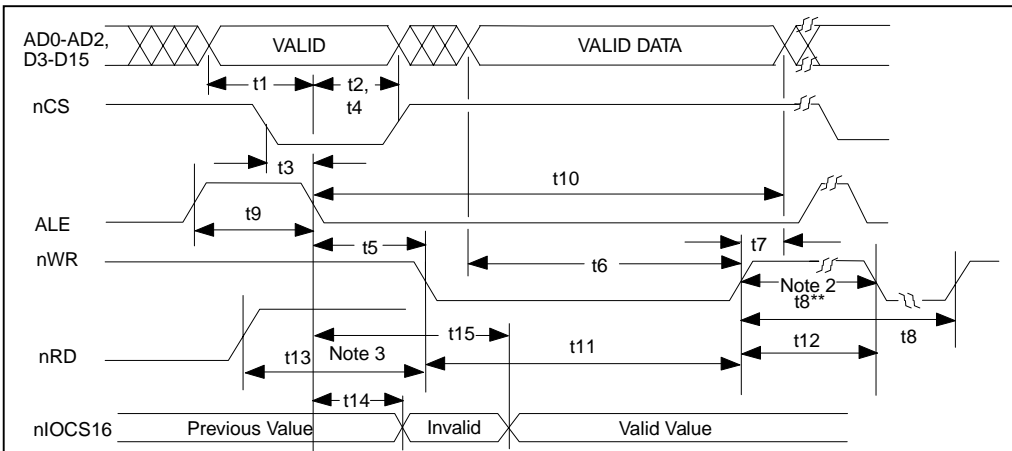 AD0-AD2,
D3-D15
VALID
VALID DATA
t1
t2,
t4
nCS
t3
t10
ALE
t9
t5
t7
nWR
t6
Note 2
t8**
t8
nRD
t13
Note 3
t15
t11
t12
t14
nIOCS16
Previous Value
Invalid
Valid Value